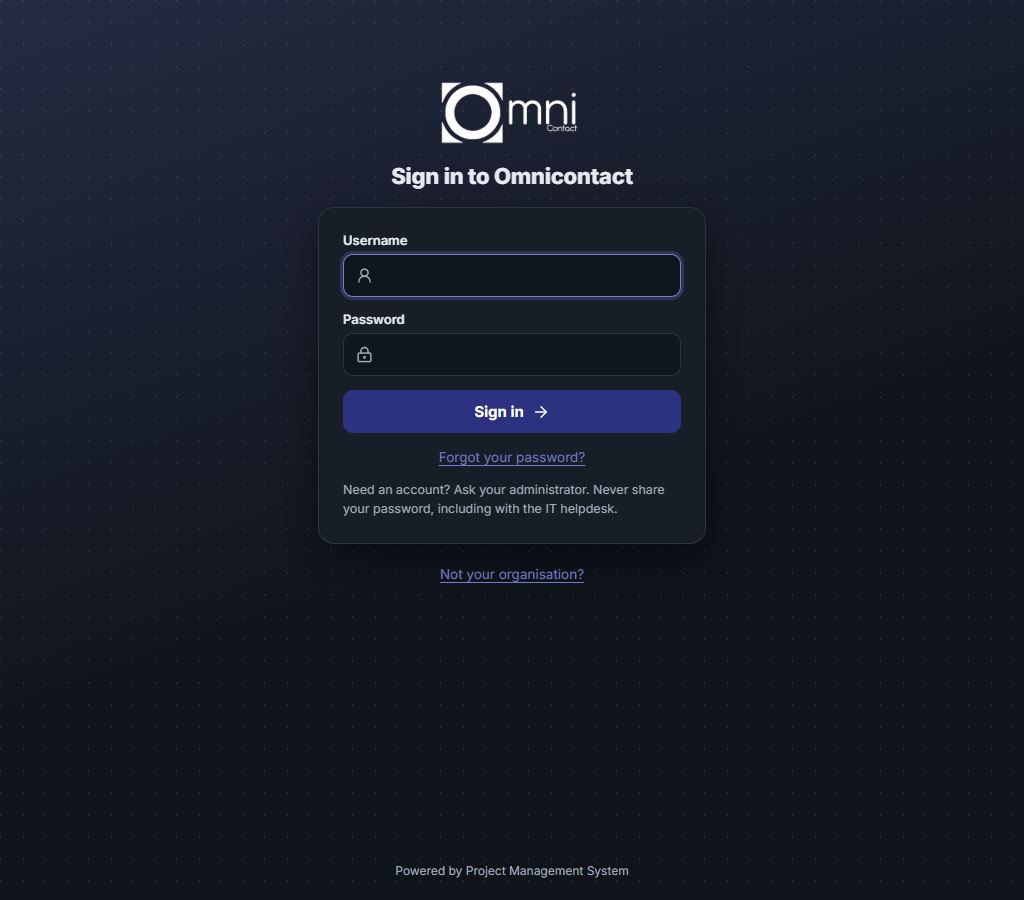 Omni
Contact
Sign in to Omnicontact
Username
Password
Sign in
Forgot your password?
Need an account? Ask your administrator. Never share
your password, including with the IT helpdesk.
Not your organisation?
Powered by Project Management System